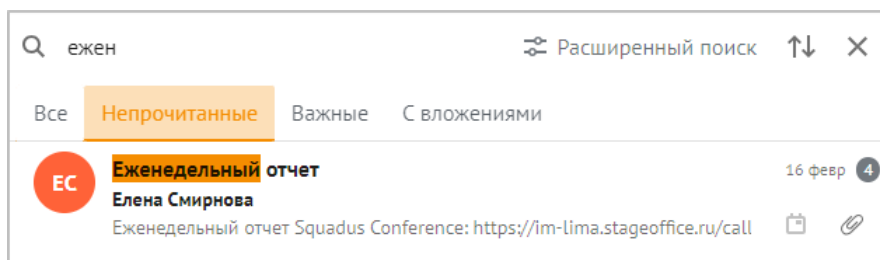 ежен Расширенный поиск
Все Непрочитанные Важные С вложениями
ЕС Еженедельный отчет 16 февр 4
Елена Смирнова
Еженедельный отчет Squadus Conference: https://im-lima.stageoffice.ru/call